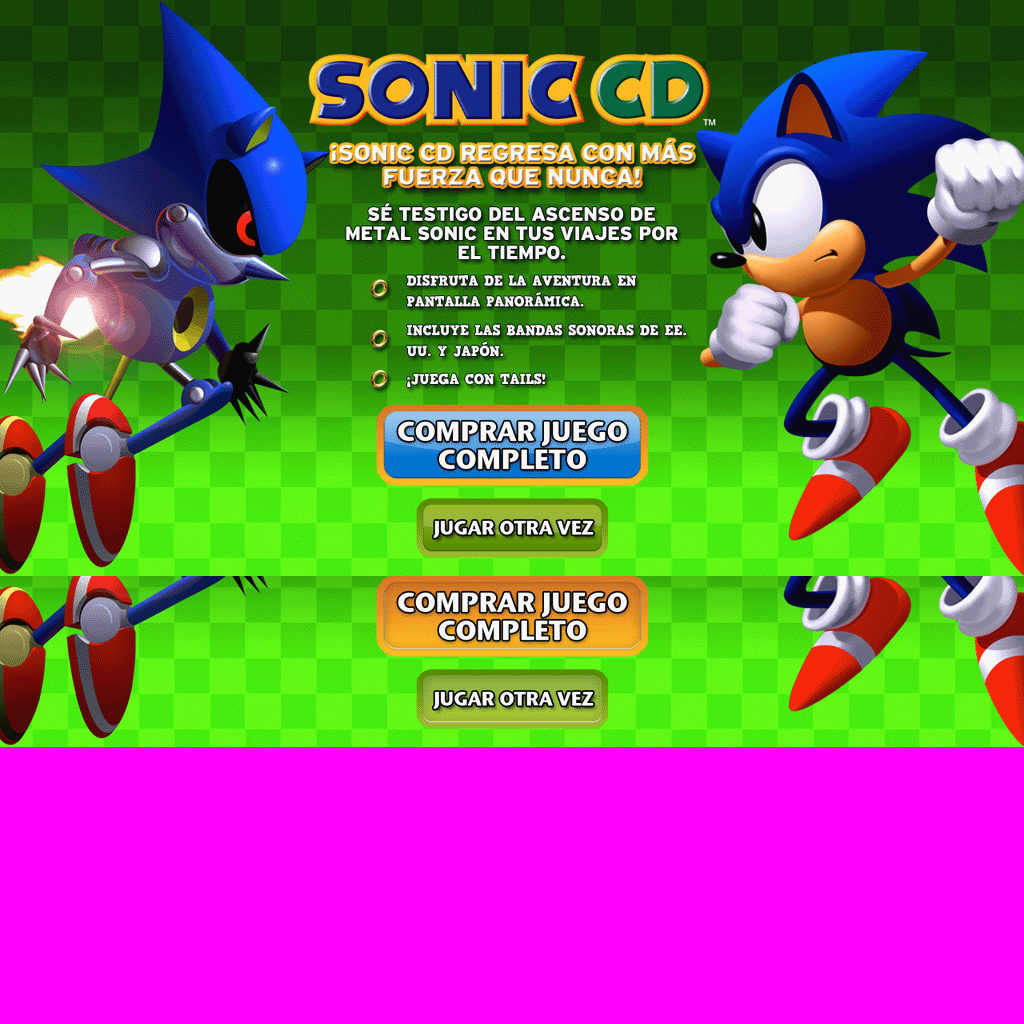 SONIC CD™
¡SONIC CD REGRESA CON MÁS
FUERZA QUE NUNCA!
SÉ TESTIGO DEL ASCENSO DE
METAL SONIC EN TUS VIAJES POR
EL TIEMPO.
DISFRUTA DE LA AVENTURA EN
PANTALLA PANORÁMICA.
INCLUYE LAS BANDAS SONORAS DE EE.
UU. Y JAPÓN.
¡JUEGA CON TAILS!
COMPRAR JUEGO
COMPLETO
JUGAR OTRA VEZ
COMPRAR JUEGO
COMPLETO
JUGAR OTRA VEZ